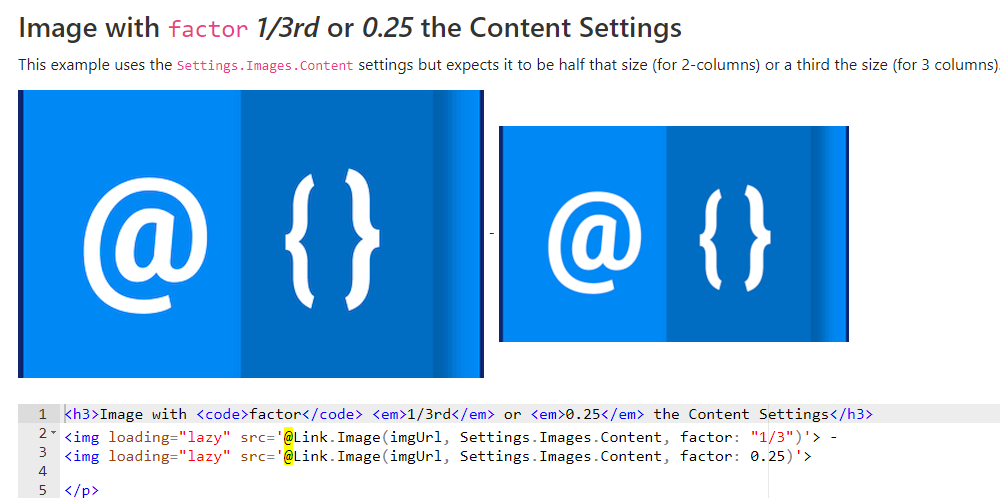 Image with factor 1/3rd or 0.25 the Content Settings
This example uses the Settings.Images.Content settings but expects it to be half that size (for 2-columns) or a third the size (for 3 columns).
@ {} - @ {}
1 <h3>Image with <code>factor</code> <em>1/3rd</em> or <em>0.25</em> the Content Settings</h3>
2 <img loading="lazy" src='@Link.Image(imgUrl, Settings.Images.Content, factor: "1/3")'> -
3 <img loading="lazy" src='@Link.Image(imgUrl, Settings.Images.Content, factor: 0.25)'>
4
5 </p>